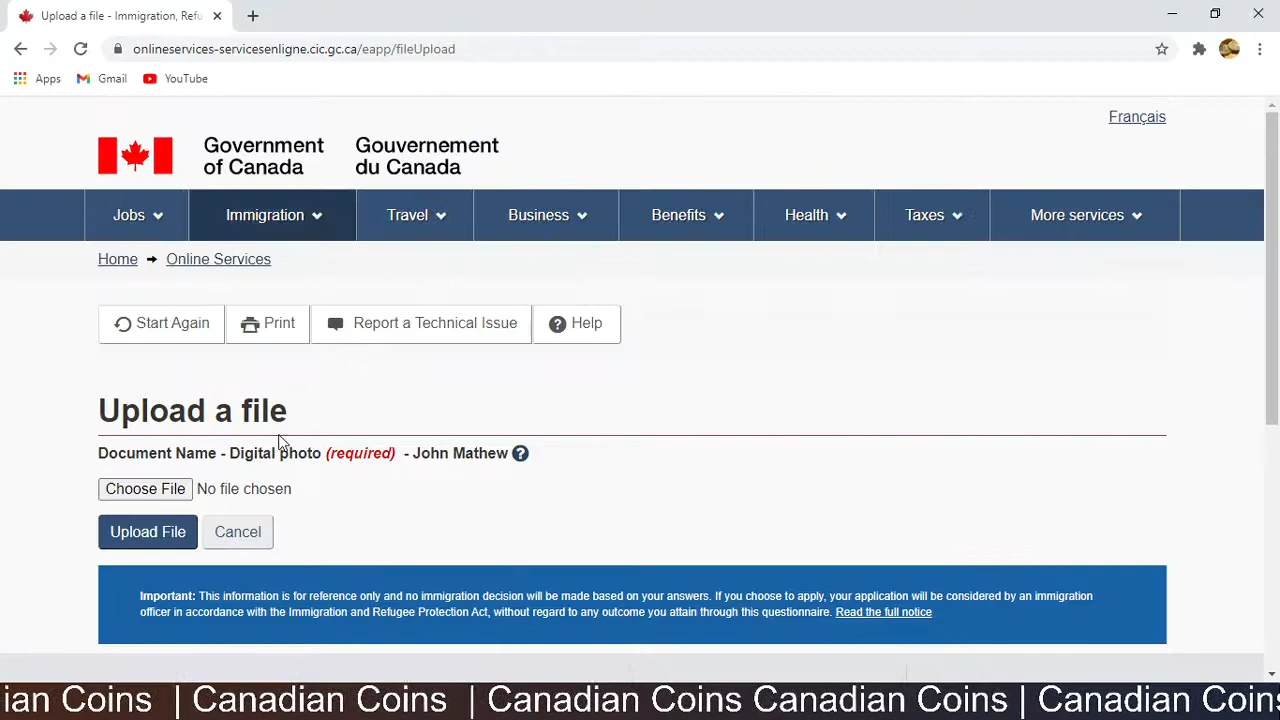 Upload a file - Immigration, Refu
onlineservices-servicesenligne.cic.gc.ca/eapp/fileUpload
Apps Gmail YouTube
Français
Government of Canada
Gouvernement du Canada
Jobs Immigration Travel Business Benefits Health Taxes More services
Home Online Services
Start Again Print Report a Technical Issue Help
Upload a file
Document Name - Digital photo (required) - John Mathew
Choose File No file chosen
Upload File Cancel
Important: This information is for reference only and no immigration decision will be made based on your answers. If you choose to apply, your application will be considered by an immigration
officer in accordance with the Immigration and Refugee Protection Act, without regard to any outcome you attain through this questionnaire. Read the full notice
ian Coins | Canadian Coins | Canadian Coins Canadian Coins | Canadian Coins